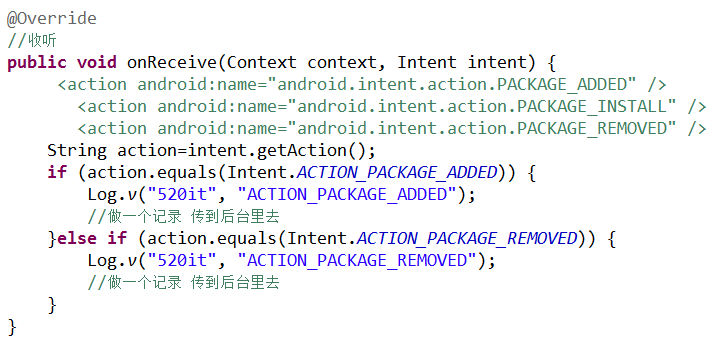 @Override
//收听
public void onReceive(Context context, Intent intent) {
<action android:name="android.intent.action.PACKAGE_ADDED" />
<action android:name="android.intent.action.PACKAGE_INSTALL" />
<action android:name="android.intent.action.PACKAGE_REMOVED" />
String action=intent.getAction();
if (action.equals(Intent.ACTION_PACKAGE_ADDED)) {
Log.v("520it", "ACTION_PACKAGE_ADDED");
//做一个记录 传到后台里去
}else if (action.equals(Intent.ACTION_PACKAGE_REMOVED)) {
Log.v("520it", "ACTION_PACKAGE_REMOVED");
//做一个记录 传到后台里去
}
}